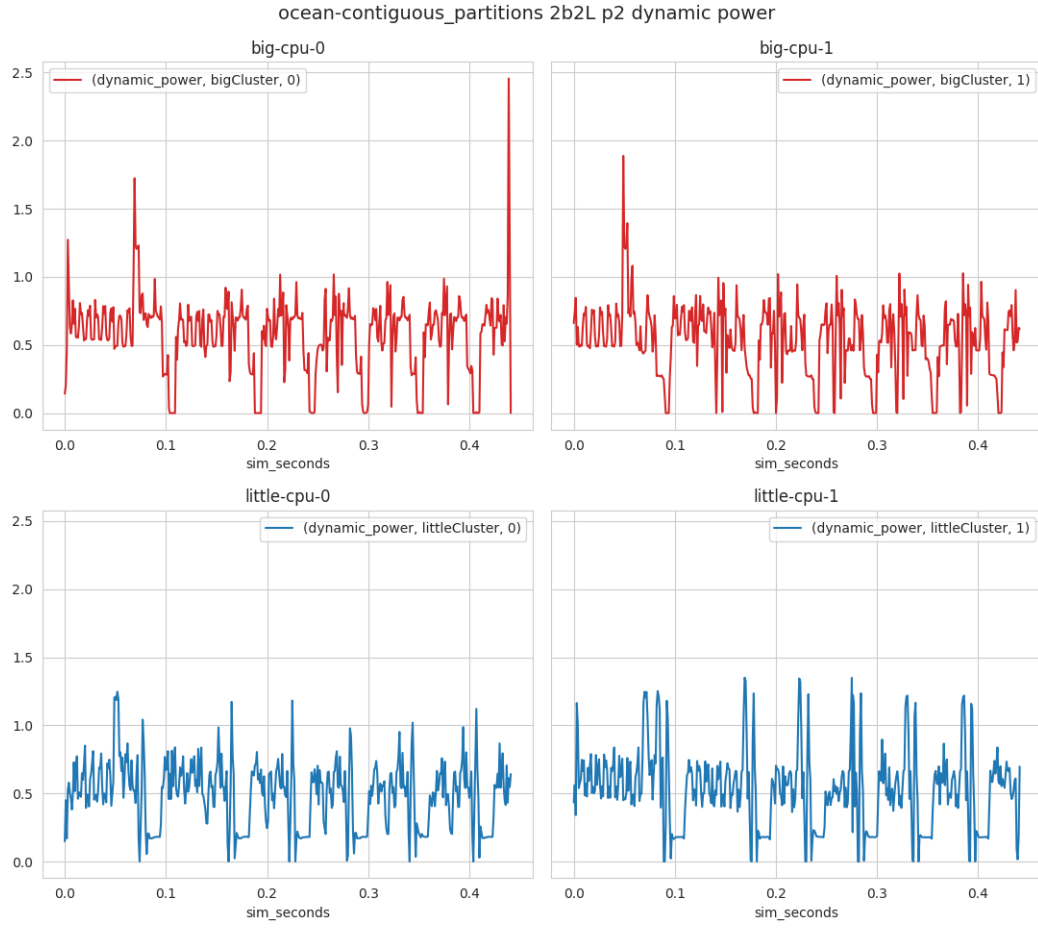 ocean-contiguous_partitions 2b2L p2 dynamic power
big-cpu-0
(dynamic_power, bigCluster, 0)
2.5
2.0
1.5
1.0
0.5
0.0
0.0 0.1 0.2 0.3 0.4
sim_seconds
big-cpu-1
(dynamic_power, bigCluster, 1)
0.0 0.1 0.2 0.3 0.4
sim_seconds
little-cpu-0
(dynamic_power, littleCluster, 0)
2.5
2.0
1.5
1.0
0.5
0.0
0.0 0.1 0.2 0.3 0.4
sim_seconds
little-cpu-1
(dynamic_power, littleCluster, 1)
0.0 0.1 0.2 0.3 0.4
sim_seconds